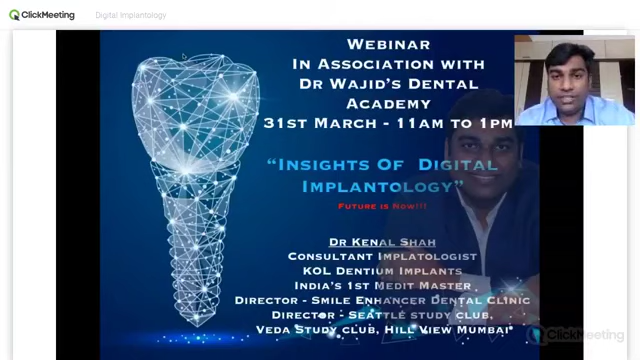 ClickMeeting
Digital Implantology
Webinar
In Association with
Dr Wajid's Dental
Academy
31st March - 11am to 1pm
“Insights Of Digital
Implantology”
Future is Now!!!
Dr Kenal Shah
Consultant Implatologist
KOL Dentium Implants
India's 1st Medit Master
Director - Smile Enhancer Dental Clinic
Director - Seattle study club,
Veda Study club, Hill View Mumbai
ClickMeeting